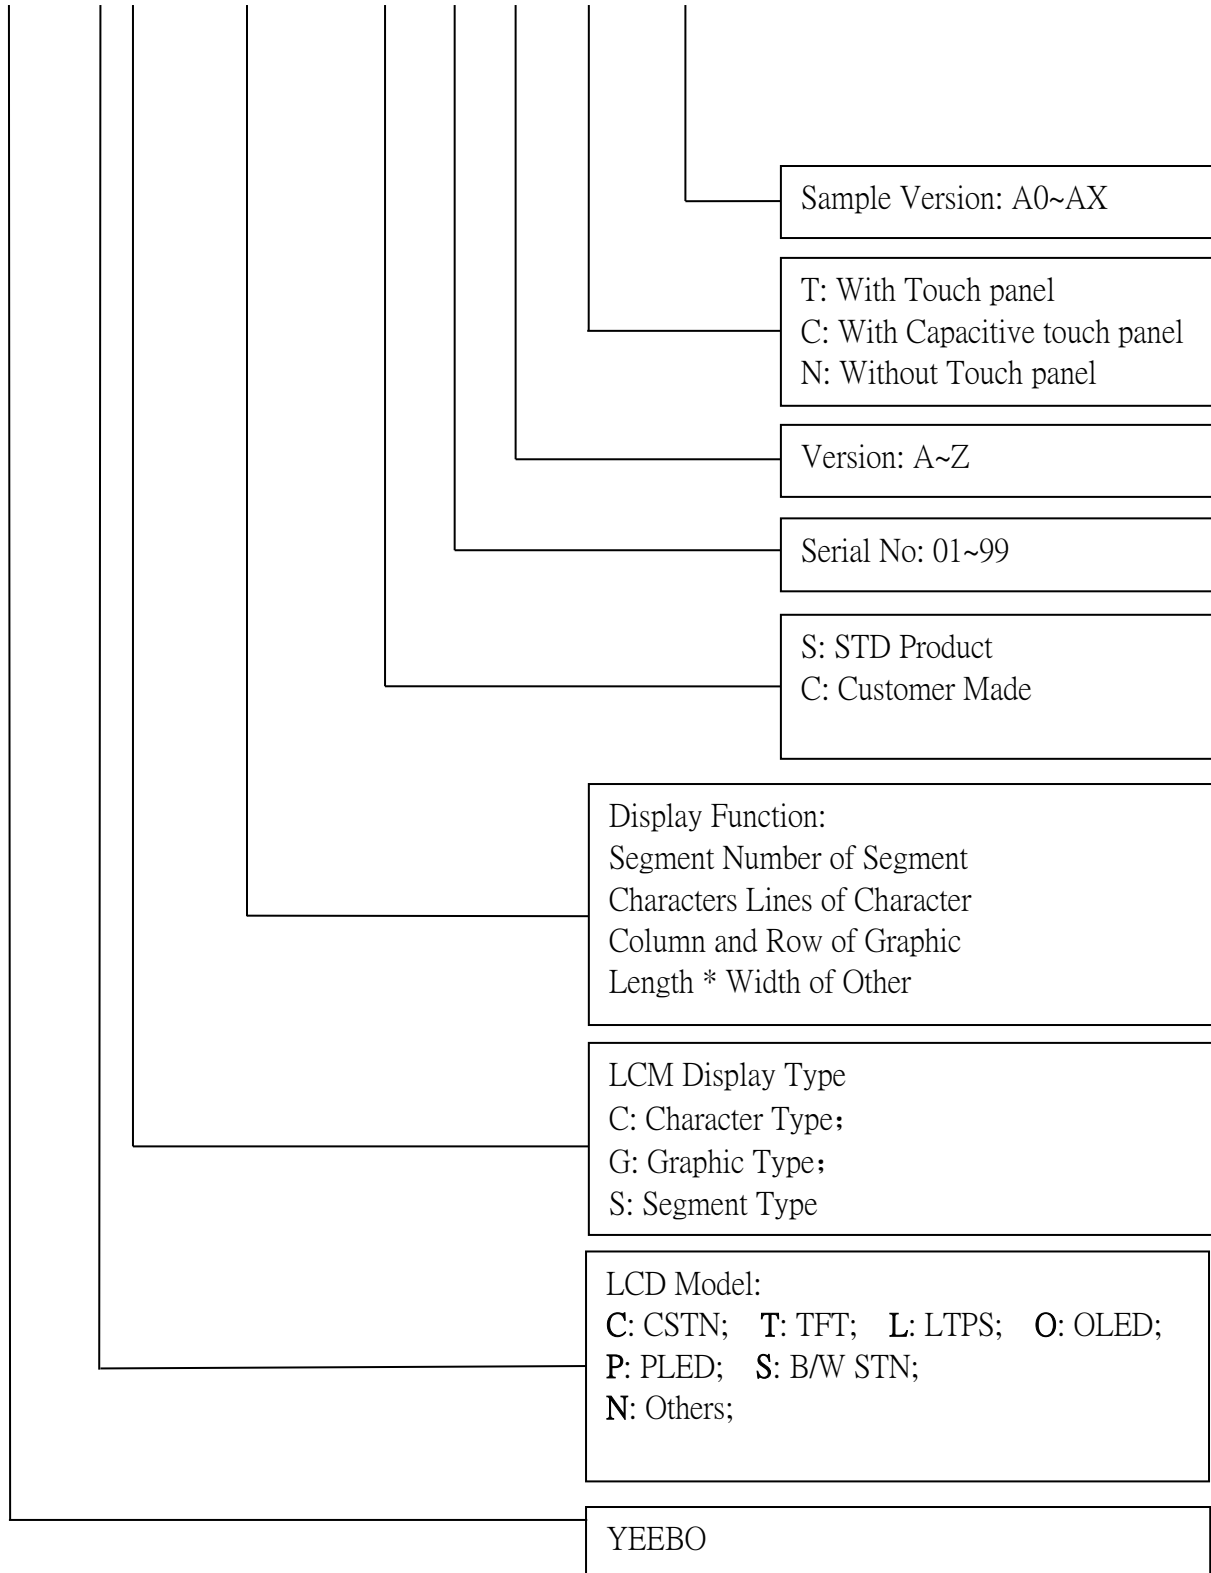 Sample Version: A0~AX
T: With Touch panel
C: With Capacitive touch panel
N: Without Touch panel
Version: A~Z
Serial No: 01~99
S: STD Product
C: Customer Made
Display Function:
Segment Number of Segment
Characters Lines of Character
Column and Row of Graphic
Length * Width of Other
LCM Display Type
C: Character Type；
G: Graphic Type；
S: Segment Type
LCD Model:
C: CSTN; T: TFT; L: LTPS; O: OLED;
P: PLED; S: B/W STN;
N: Others;
YEEBO